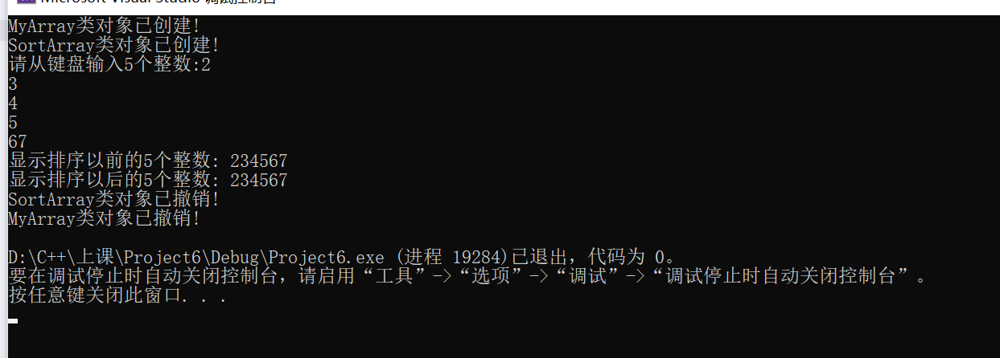 Microsoft Visual Studio 调试控制台
MyArray类对象已创建!
SortArray类对象已创建!
请从键盘输入5个整数:2
3
4
5
67
显示排序以前的5个整数: 234567
显示排序以后的5个整数: 234567
SortArray类对象已撤销!
MyArray类对象已撤销!
D:\C++\上课\Project6\Debug\Project6.exe (进程 19284)已退出，代码为 0。
要在调试停止时自动关闭控制台，请启用“工具”->“选项”->“调试”->“调试停止时自动关闭控制台”。
按任意键关闭此窗口. . .